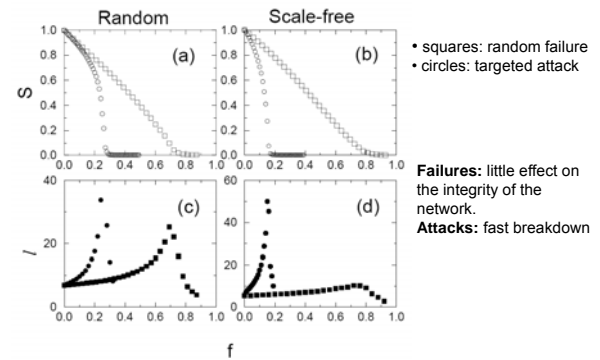 Random
Scale-free
(a)
(b)
1.0
0.8
0.6
0.4
0.2
0.0
S
0.0 0.2 0.4 0.6 0.8 1.0
0.0 0.2 0.4 0.6 0.8 1.0
• squares: random failure
• circles: targeted attack
Failures: little effect on
the integrity of the
network.
Attacks: fast breakdown
(c)
(d)
40
20
0
l
60
40
20
0
0.0 0.2 0.4 0.6 0.8 1.0
0.0 0.2 0.4 0.6 0.8 1.0
f